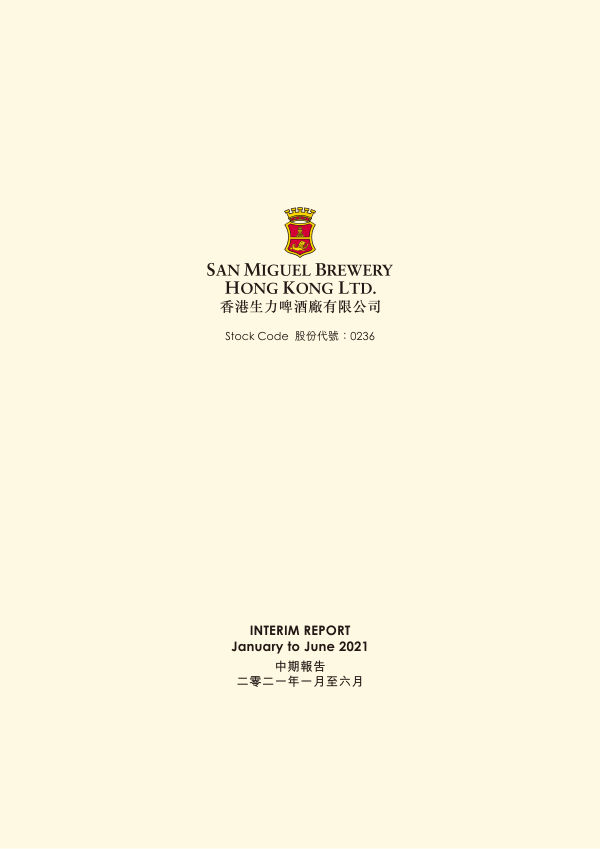 SAN MIGUEL BREWERY
HONG KONG LTD.
香港生力啤酒廠有限公司
Stock Code 股份代號：0236
INTERIM REPORT
January to June 2021
中期報告
二零二一年一月至六月